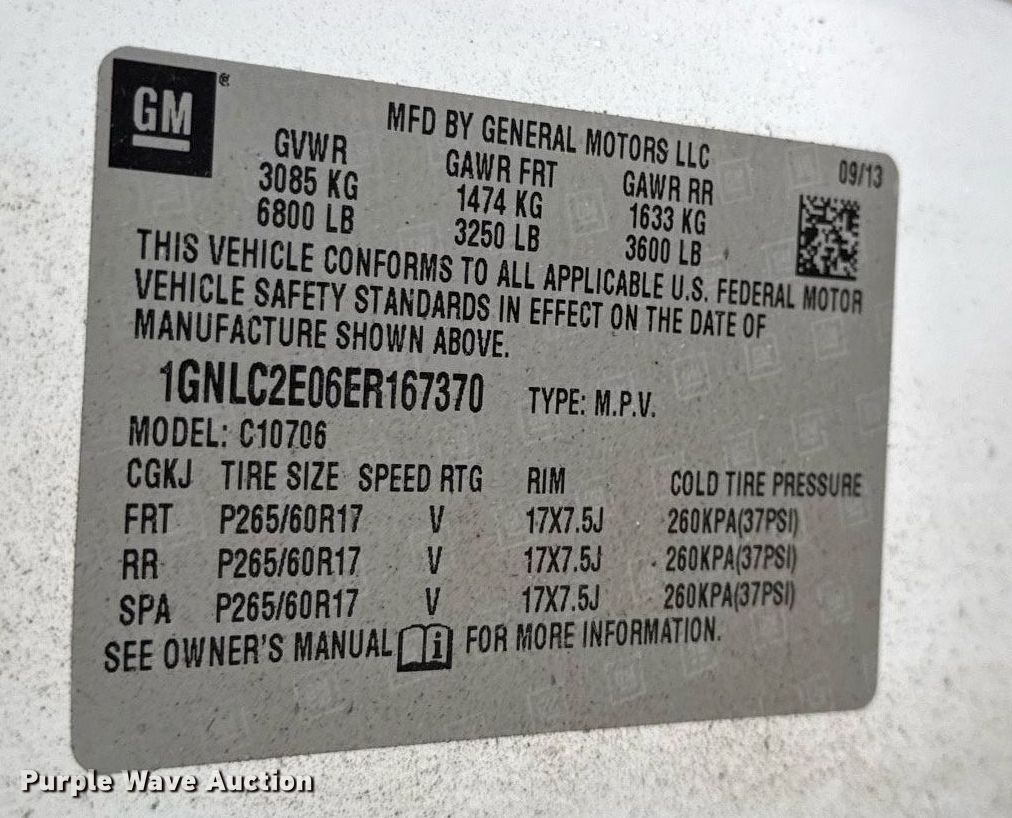 GM®
MFD BY GENERAL MOTORS LLC
09/13
GVWR GAWR FRT GAWR RR
3085 KG 1474 KG 1633 KG
6800 LB 3250 LB 3600 LB
THIS VEHICLE CONFORMS TO ALL APPLICABLE U.S. FEDERAL MOTOR
VEHICLE SAFETY STANDARDS IN EFFECT ON THE DATE OF
MANUFACTURE SHOWN ABOVE.
1GNLC2E06ER167370 TYPE: M.P.V.
MODEL: C10706
CGKJ TIRE SIZE SPEED RTG RIM COLD TIRE PRESSURE
FRT P265/60R17 V 17X7.5J 260KPA(37PSI)
RR P265/60R17 V 17X7.5J 260KPA(37PSI)
SPA P265/60R17 V 17X7.5J 260KPA(37PSI)
SEE OWNER'S MANUAL i FOR MORE INFORMATION.
Purple Wave Auction